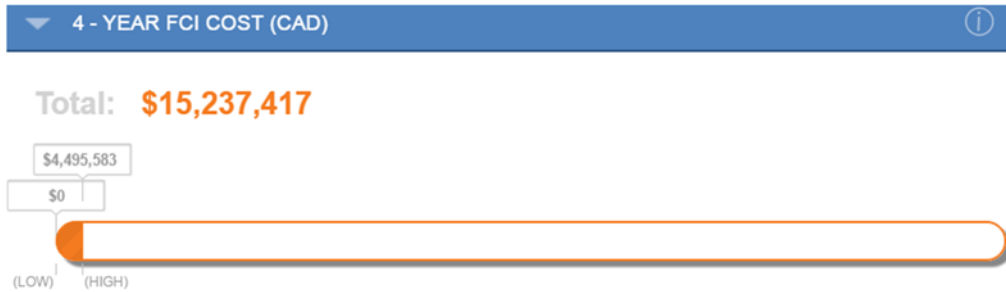 4 - YEAR FCI COST (CAD)
Total: $15,237,417
$4,495,583
$0
(LOW) (HIGH)